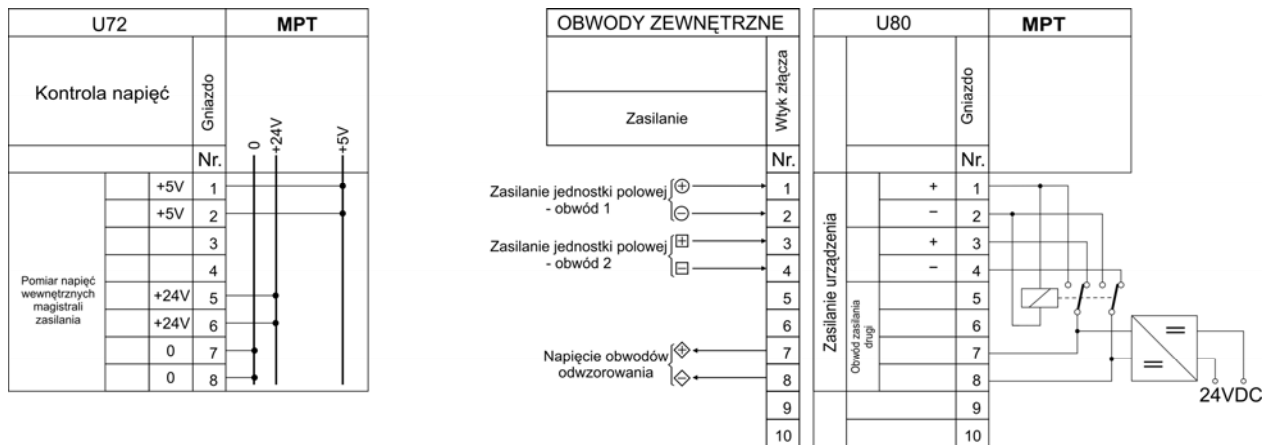 U72 MPT
Kontrola napięć
Gniazdo
0
+24V
+5V
Nr.
Pomiar napięć
wewnętrznych
magistrali
zasilania
+5V 1
+5V 2
3
4
+24V 5
+24V 6
0 7
0 8
OBWODY ZEWNĘTRZNE
Zasilanie
Wtyk złącza
Nr.
Zasilanie jednostki polowej
- obwód 1
+ 1
− 2
Zasilanie jednostki polowej
- obwód 2
+ 3
− 4
5
6
Napięcie obwodów
odwzorowania
+ 7
− 8
9
10
U80 MPT
Gniazdo
Nr.
Zasilanie urządzenia
Obwód zasilania
drugi
+ 1
− 2
+ 3
− 4
5
6
7
8
9
10
24VDC